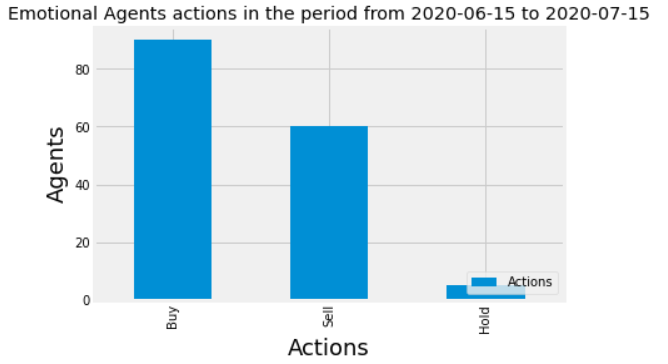 Emotional Agents actions in the period from 2020-06-15 to 2020-07-15
Agents
80
60
40
20
0
Actions
Buy
Sell
Hold
Actions